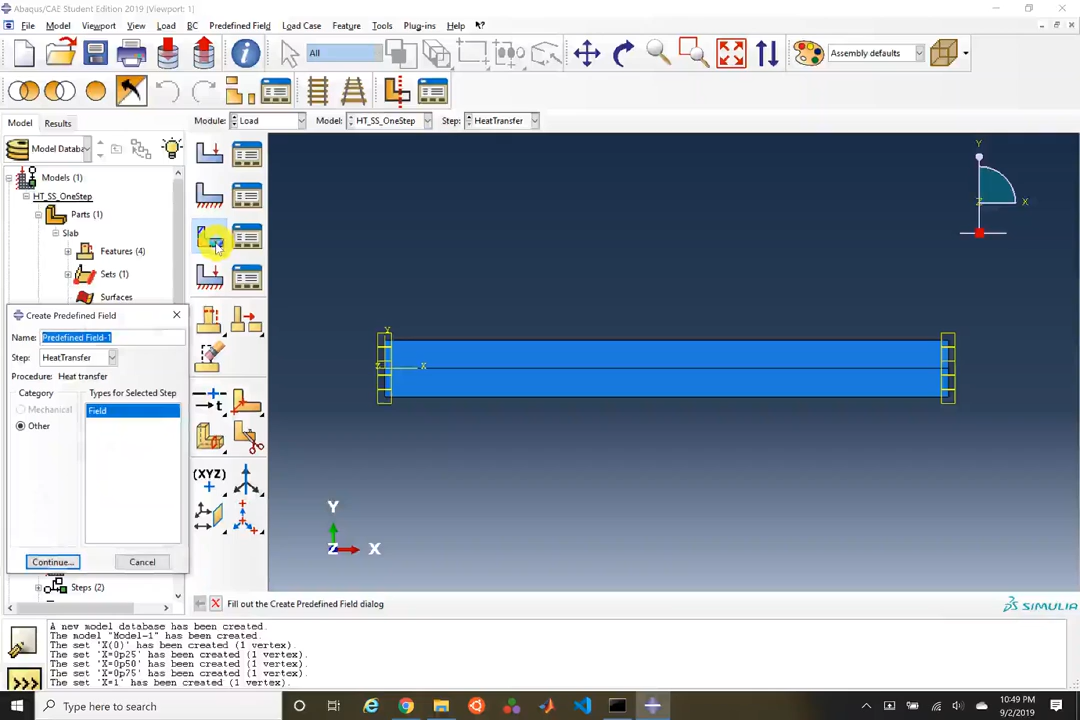 Abaqus/CAE Student Edition 2019 [Viewport: 1]
File Model Viewport View Load BC Predefined Field Load Case Feature Tools Plug-ins Help
All
Assembly defaults
Model Results
Module: Load Model: HT_SS_OneStep Step: HeatTransfer
Model Databa
Models (1)
HT_SS_OneStep
Parts (1)
Slab
Features (4)
Sets (1)
Surfaces
Create Predefined Field
Name: Predefined Field-1
Step: HeatTransfer
Procedure: Heat transfer
Category Types for Selected Step
Mechanical
Field
Other
Continue... Cancel
Steps (2)
t
(XYZ)
Y
X
Z
Y
X
Z
Y
X
Z
Fill out the Create Predefined Field dialog
SIMULIA
A new model database has been created.
The model "Model-1" has been created.
The set 'X(0)' has been created (1 vertex).
The set 'X=0p25' has been created (1 vertex).
The set 'X=0p50' has been created (1 vertex).
The set 'X=0p75' has been created (1 vertex).
The set 'X=1' has been created (1 vertex).
>>>
Type here to search
10:49 PM
9/2/2019